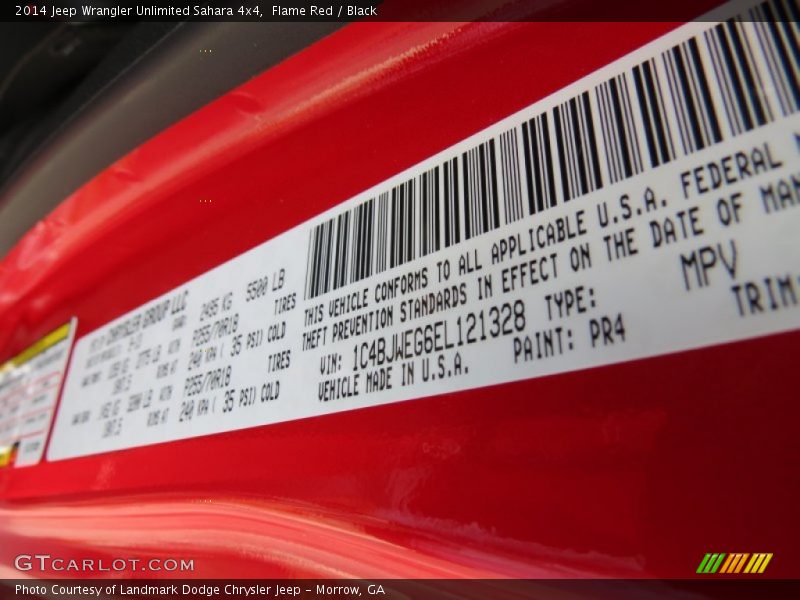 2014 Jeep Wrangler Unlimited Sahara 4x4, Flame Red / Black
CHRYSLER GROUP LLC
2495 KG 5500 LB
TIRES
P255/70R18
240 KPA ( 35 PSI) COLD
TIRES
P255/70R18
240 KPA ( 35 PSI) COLD
THIS VEHICLE CONFORMS TO ALL APPLICABLE U.S.A. FEDERAL
THEFT PREVENTION STANDARDS IN EFFECT ON THE DATE OF MAN
VIN: 1C4BJWEG6EL121328 TYPE: MPV
VEHICLE MADE IN U.S.A. PAINT: PR4 TRIM:
GTCARLOT.COM
Photo Courtesy of Landmark Dodge Chrysler Jeep - Morrow, GA